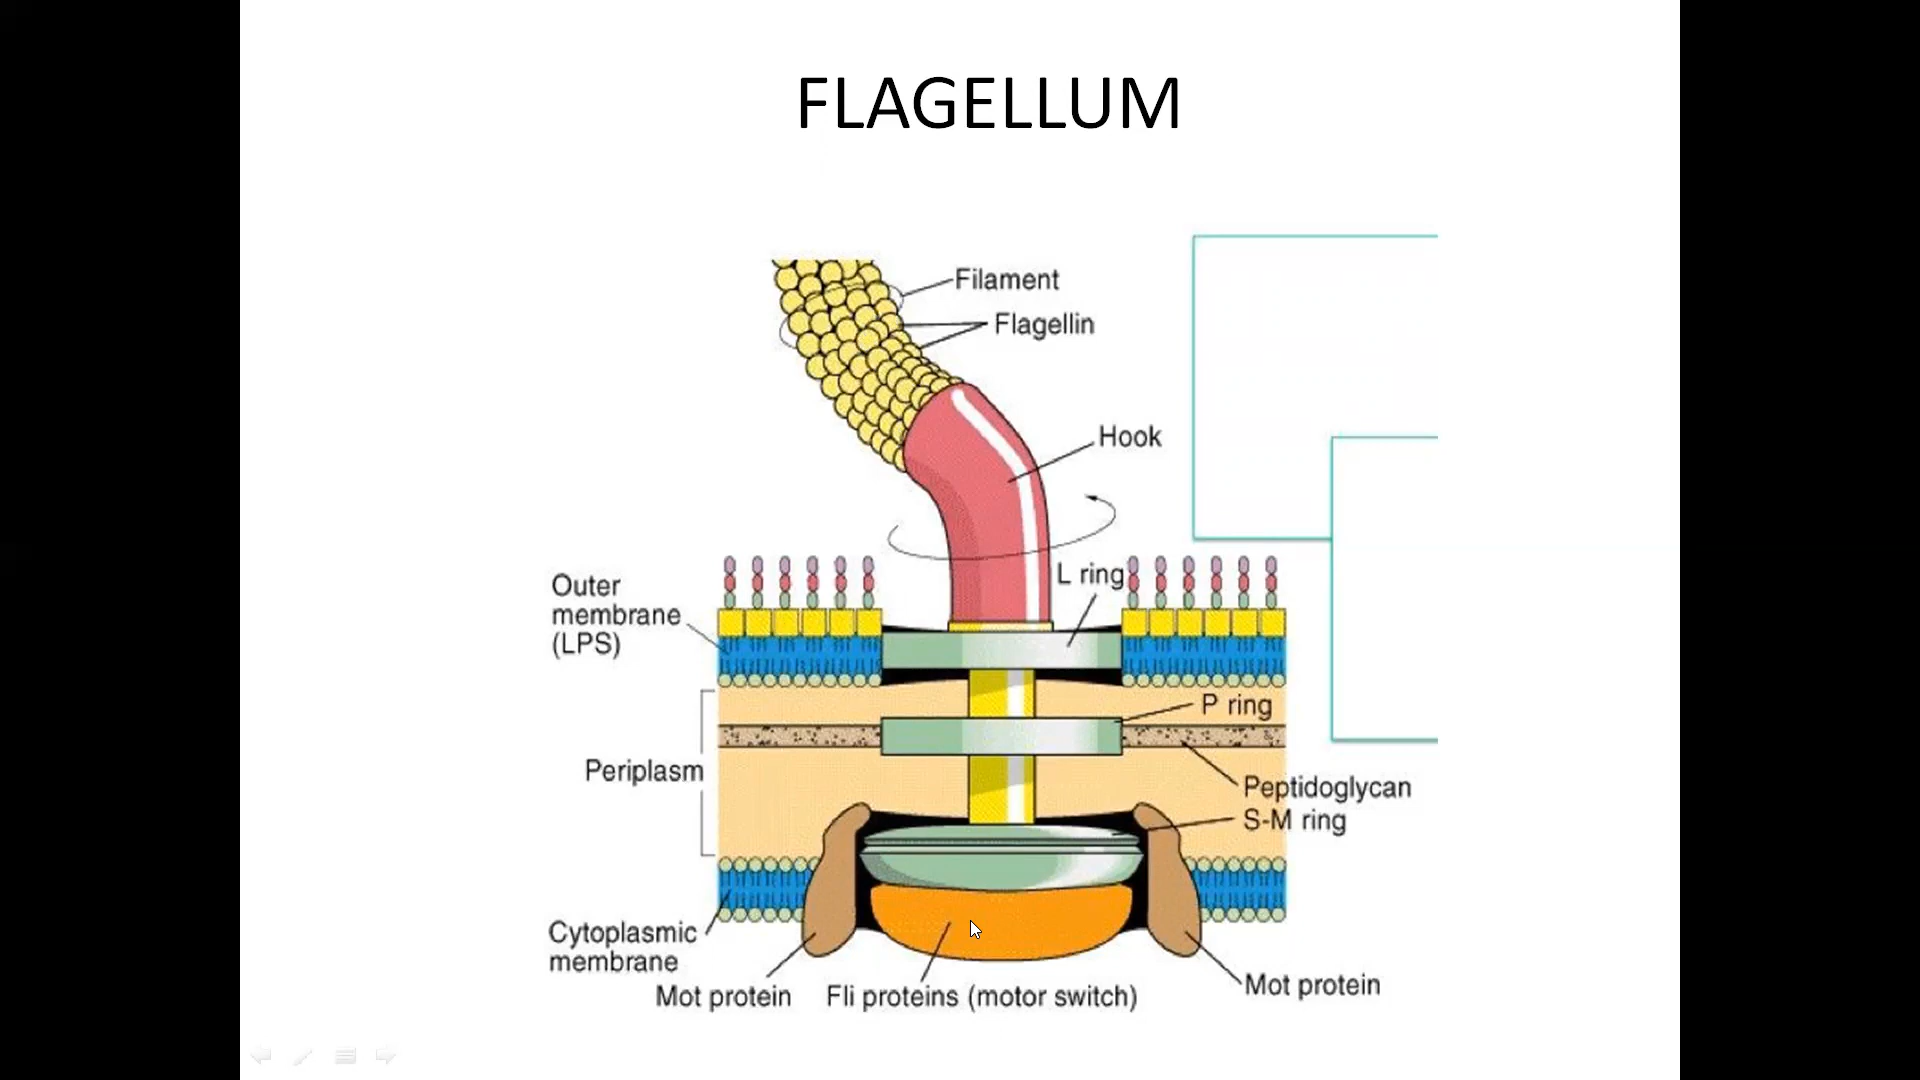 FLAGELLUM
Filament
Flagellin
Hook
L ring
Outer
membrane
(LPS)
P ring
Periplasm
Peptidoglycan
S-M ring
Cytoplasmic
membrane
Mot protein
Fli proteins (motor switch)
Mot protein